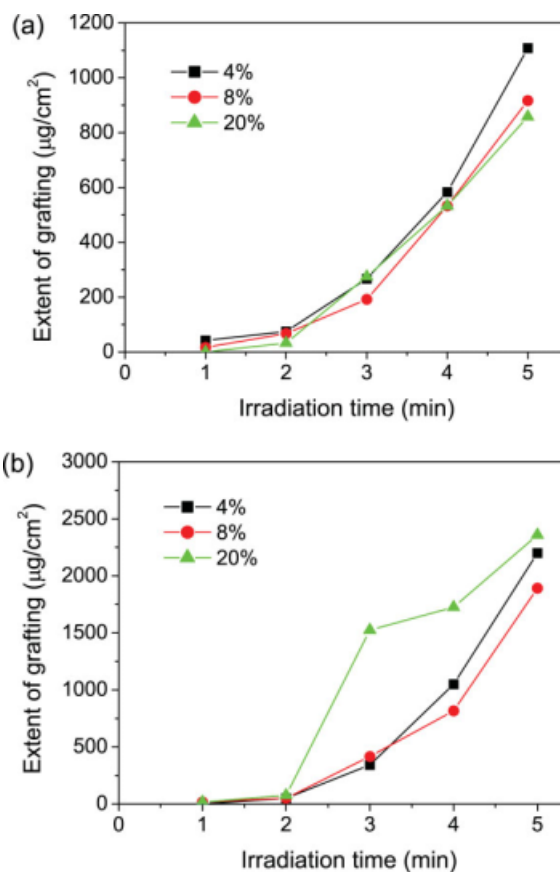 (a)
1200
1000
800
600
400
200
0
Extent of grafting (µg/cm²)
4%
8%
20%
0 1 2 3 4 5
Irradiation time (min)
(b)
3000
2500
2000
1500
1000
500
0
Extent of grafting (µg/cm²)
4%
8%
20%
0 1 2 3 4 5
Irradiation time (min)